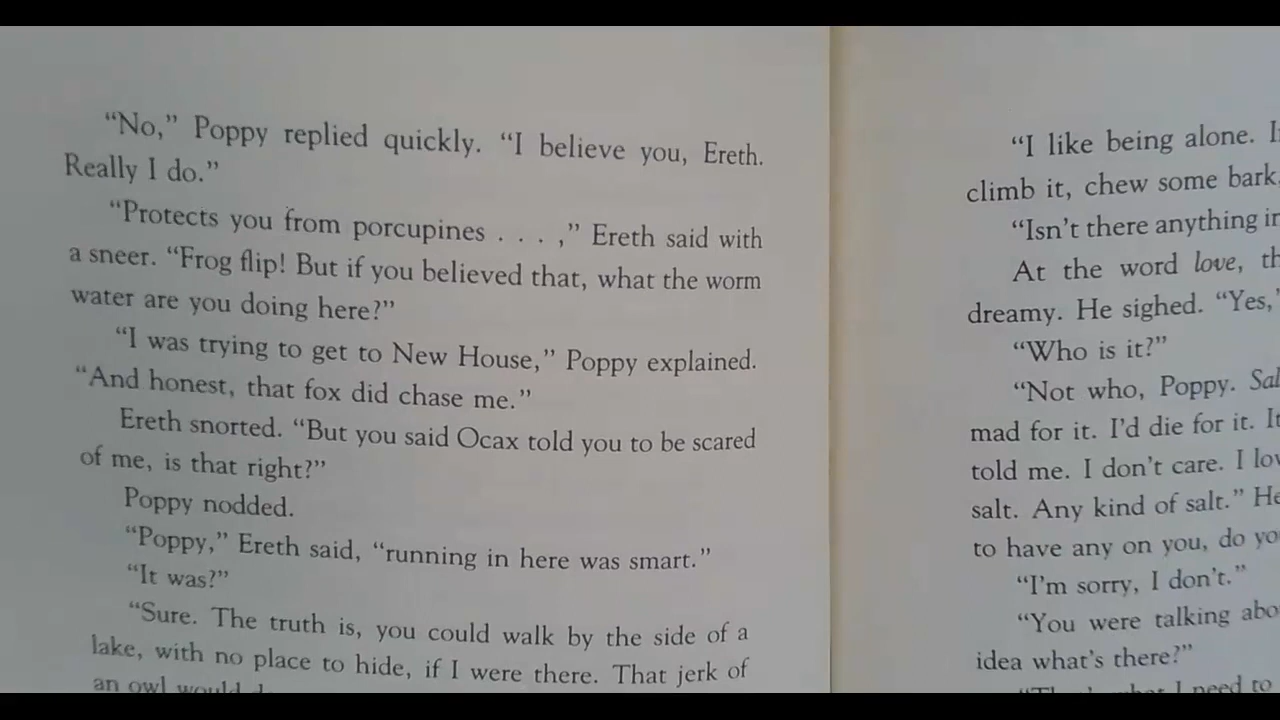 “No,” Poppy replied quickly. “I believe you, Ereth.
Really I do.”
“Protects you from porcupines . . . ,” Ereth said with
a sneer. “Frog flip! But if you believed that, what the worm
water are you doing here?”
“I was trying to get to New House,” Poppy explained.
“And honest, that fox did chase me.”
Ereth snorted. “But you said Ocax told you to be scared
of me, is that right?”
Poppy nodded.
“Poppy,” Ereth said, “running in here was smart.”
“It was?”
“Sure. The truth is, you could walk by the side of a
lake, with no place to hide, if I were there. That jerk of
an owl would
“I like being alone.
climb it, chew some bark.
“Isn't there anything
At the word love,
dreamy. He sighed. “Yes,”
“Who is it?”
“Not who, Poppy.
mad for it. I'd die for it.
told me. I don't care. I
salt. Any kind of salt.”
to have any on you, do
“I'm sorry, I don't.”
“You were talking
idea what's there?”
I need to